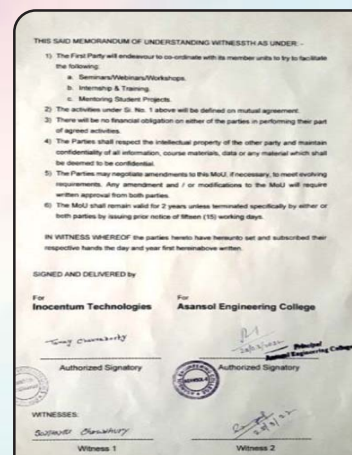 THIS SAID MEMORANDUM OF UNDERSTANDING WITNESSTH AS UNDER: -
1) The First Party will endeavour to co-ordinate with its member units to try to facilitate
the following:
a. Seminars/Webinars/Workshops.
b. Internship & Training.
c. Mentoring Student Projects.
2) The activities under Sl. No. 1 above will be defined on mutual agreement.
3) There will be no financial obligation on either of the parties in performing their part
of agreed activities.
4) The Parties shall respect the intellectual property of the other party and maintain
confidentiality of all information, course materials, data or any material which shall
be deemed to be confidential.
5) The Parties may negotiate amendments to this MoU, if necessary, to meet evolving
requirements. Any amendment and / or modifications to the MoU will require
written approval from both parties.
6) The MoU shall remain valid for 2 years unless terminated specifically by either or
both parties by issuing prior notice of fifteen (15) working days.
IN WITNESS WHEREOF the parties hereto have hereunto set and subscribed their
respective hands the day and year first hereinabove written.
SIGNED AND DELIVERED by
For For
Inocentum Technologies Asansol Engineering College
Chakraborty
Principal
Asansol Engineering College
Authorized Signatory Authorized Signatory
WITNESSES:
Chowdhury
Witness 1 Witness 2